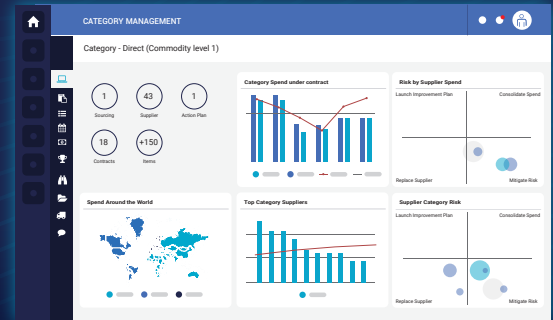 CATEGORY MANAGEMENT
Category - Direct (Commodity level 1)
1
Sourcing
43
Supplier
1
Action Plan
18
Contracts
+150
Items
Category Spend under contract
Risk by Supplier Spend
Launch Improvement Plan
Consolidate Spend
Replace Supplier
Mitigate Risk
Spend Around the World
Top Category Suppliers
Supplier Category Risk
Launch Improvement Plan
Consolidate Spend
Replace Supplier
Mitigate Risk